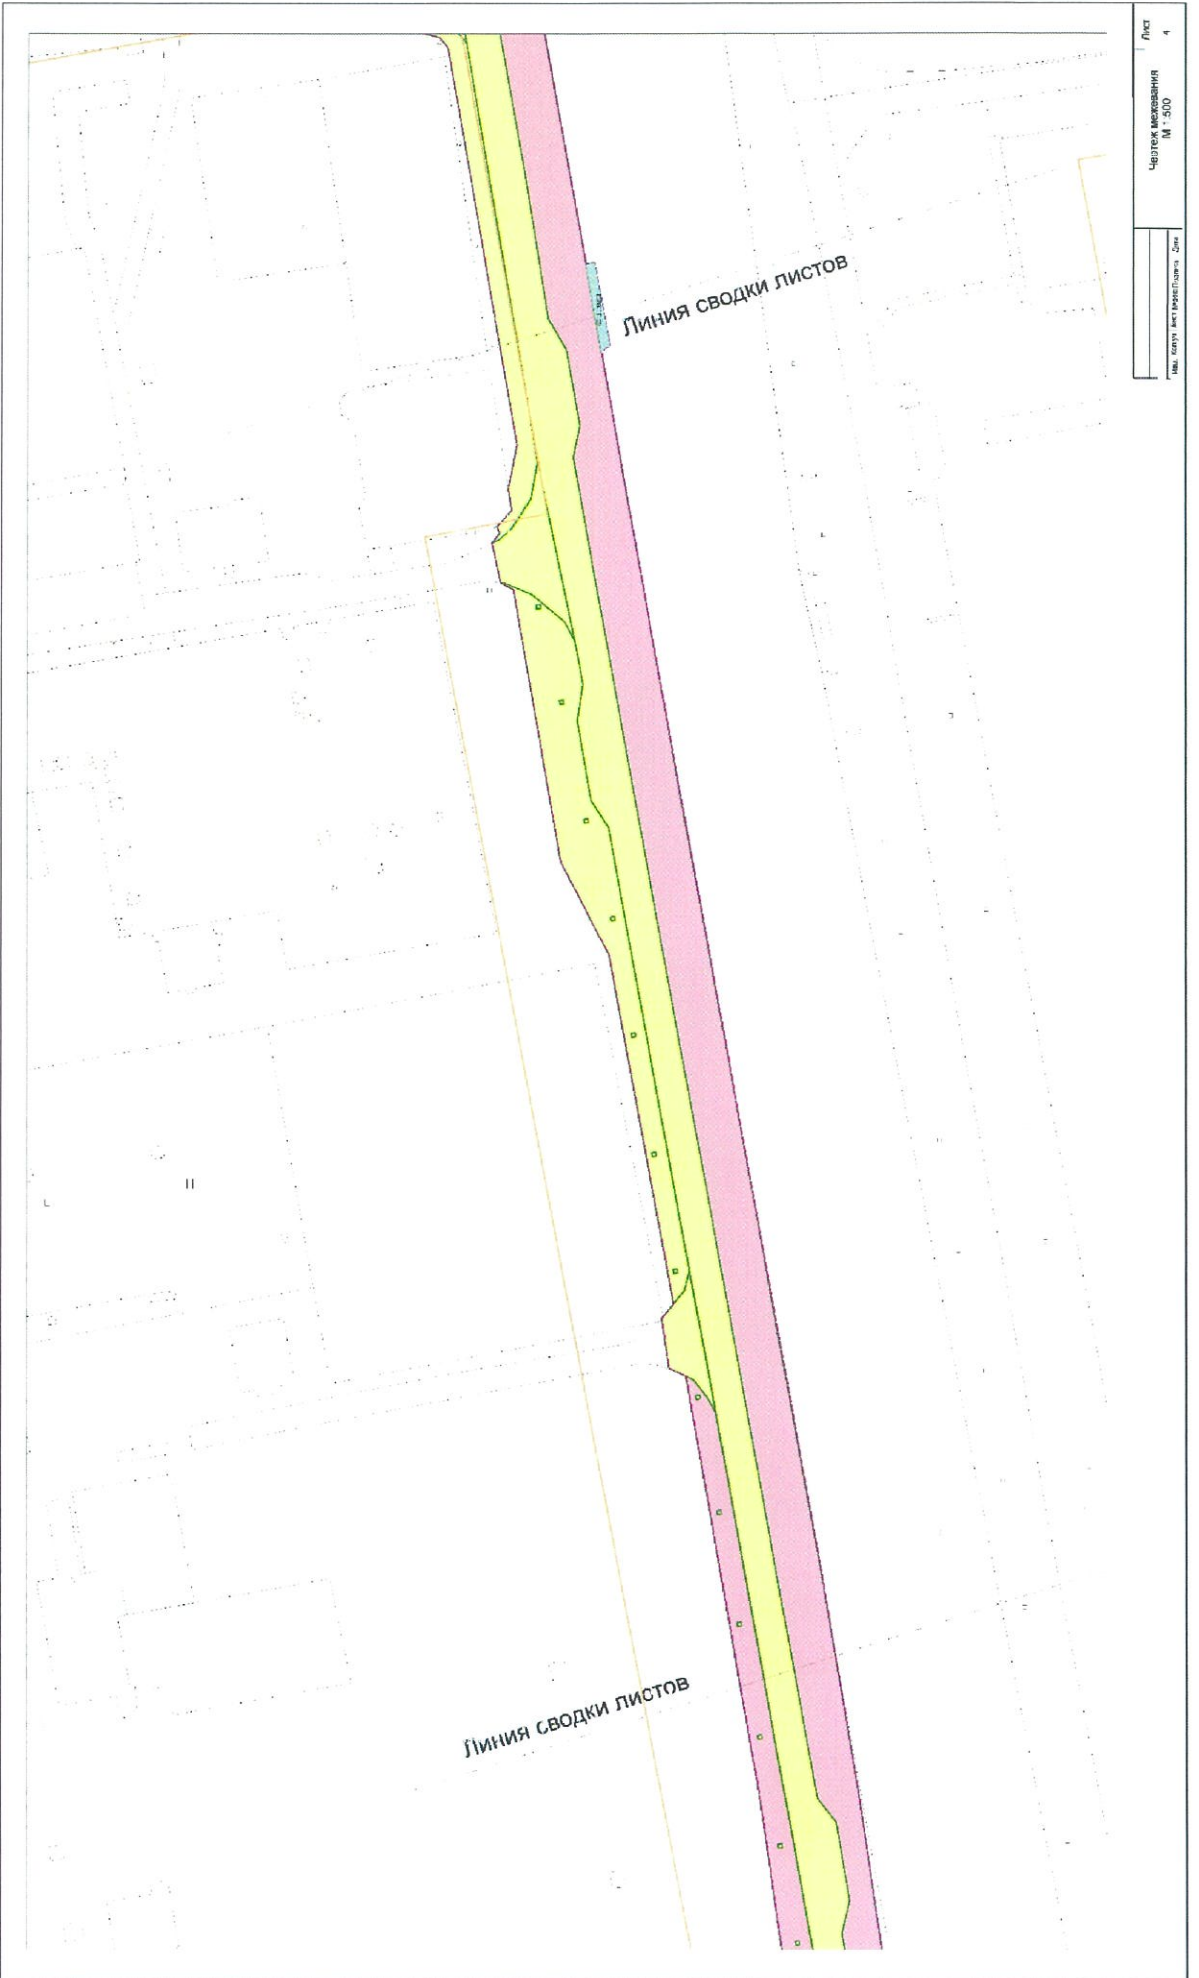 Лист
4
Чертеж межевания
М 1:500
Линия сводки листов
Линия сводки листов